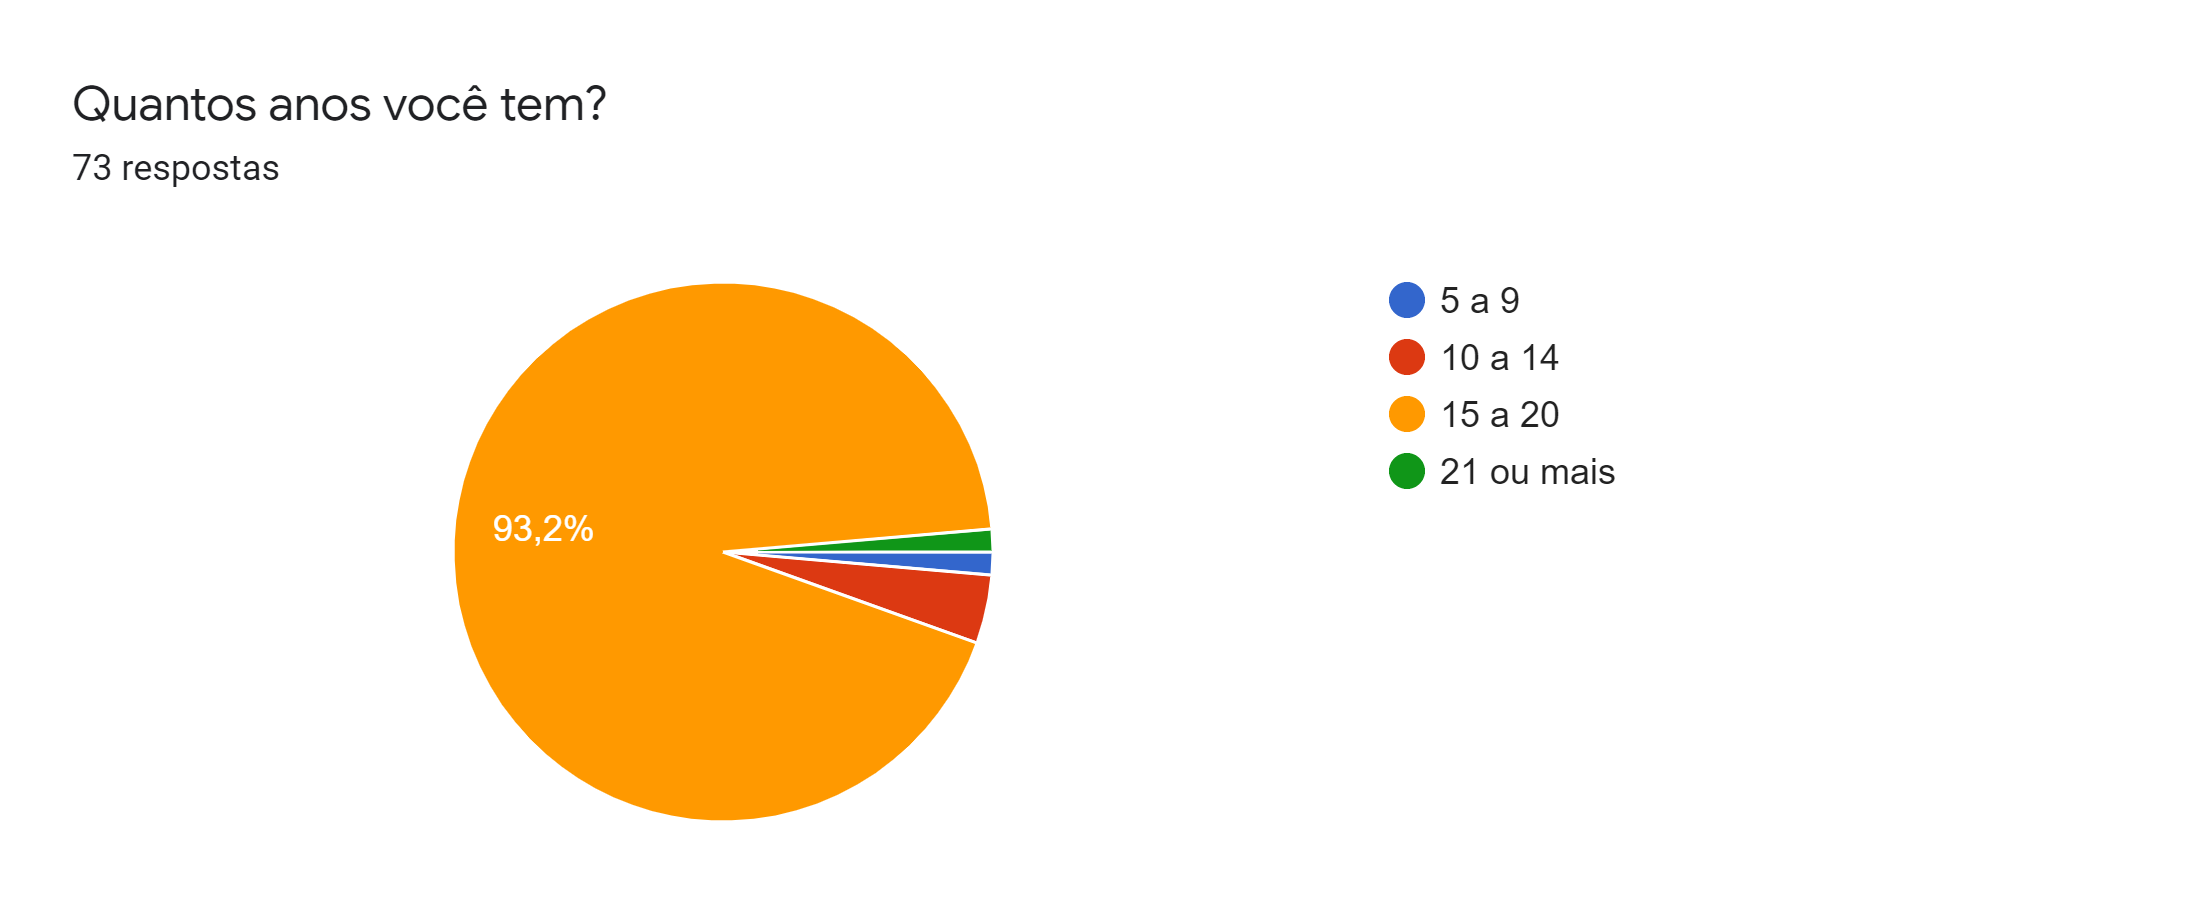 Quantos anos você tem?
73 respostas
93,2%
5 a 9
10 a 14
15 a 20
21 ou mais